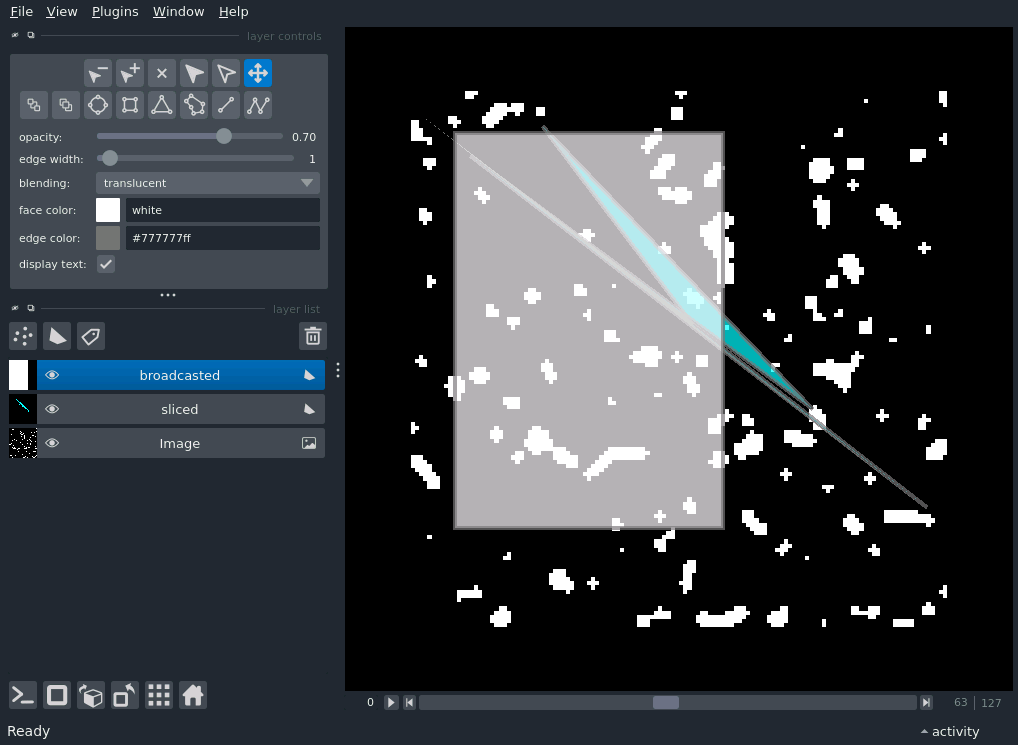 File View Plugins Window Help
layer controls
opacity: 0.70
edge width: 1
blending: translucent
face color: white
edge color: #777777ff
display text:
layer list
broadcasted
sliced
Image
0 63 | 127
Ready activity